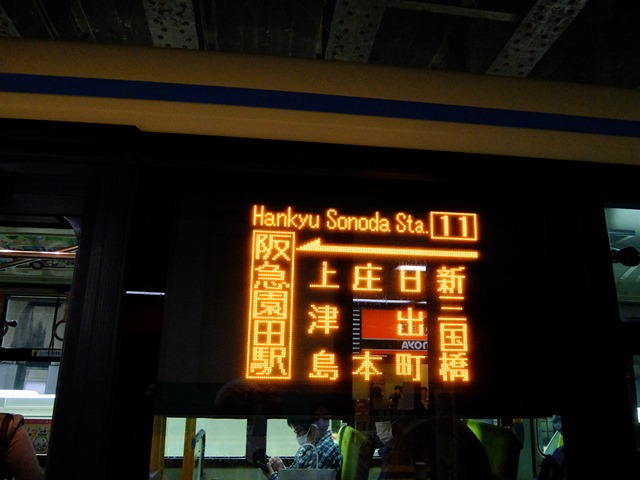 Hankyu Sonoda Sta. 11
新三国橋
日出町
庄本
上津島
阪急園田駅